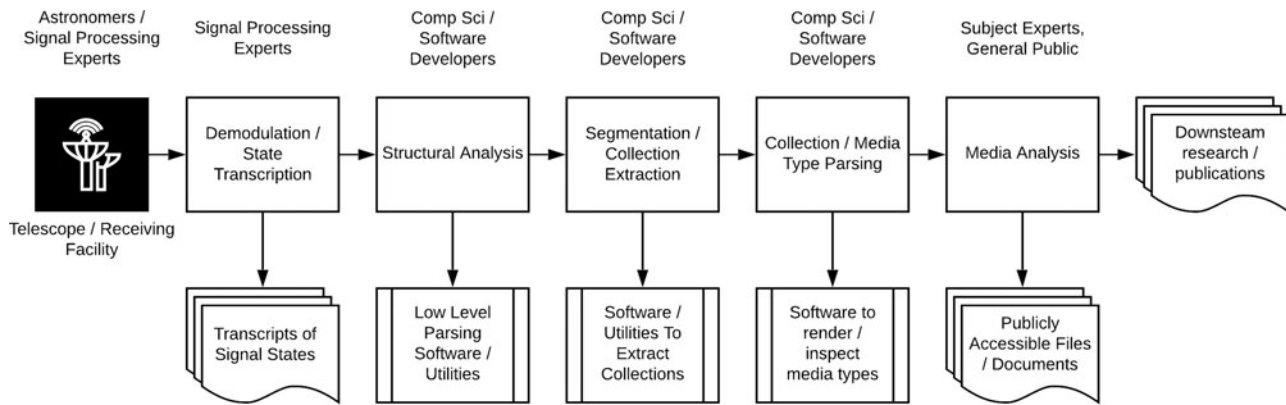 Astronomers /
Signal Processing
Experts
Signal Processing
Experts
Comp Sci /
Software
Developers
Comp Sci /
Software
Developers
Comp Sci /
Software
Developers
Subject Experts,
General Public
Telescope / Receiving
Facility
Demodulation /
State
Transcription
Structural Analysis
Segmentation /
Collection
Extraction
Collection / Media
Type Parsing
Media Analysis
Downsteam
research /
publications
Transcripts of
Signal States
Low Level
Parsing
Software /
Utilities
Software /
Utilities To
Extract
Collections
Software to
render /
inspect
media types
Publicly
Accessible Files
/ Documents